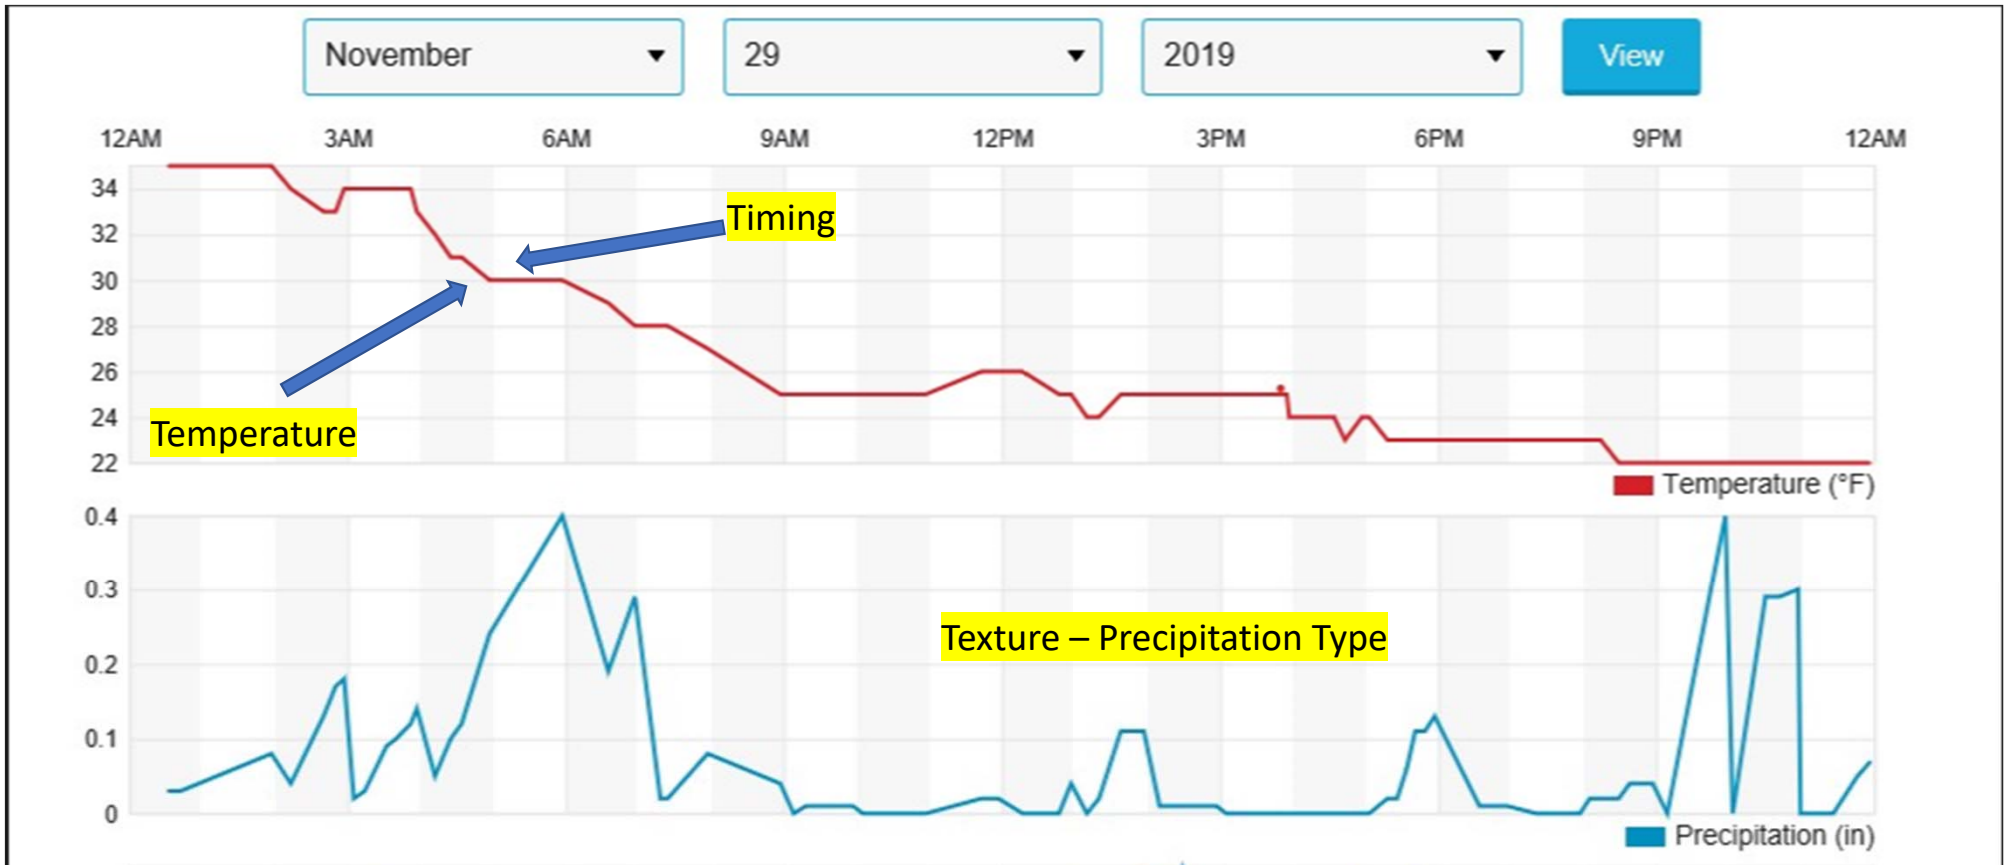 November 29 2019 View
12AM 3AM 6AM 9AM 12PM 3PM 6PM 9PM 12AM
34
32
30
28
26
24
22
Timing
Temperature
Temperature (°F)
0.4
0.3
0.2
0.1
0
Texture – Precipitation Type
Precipitation (in)